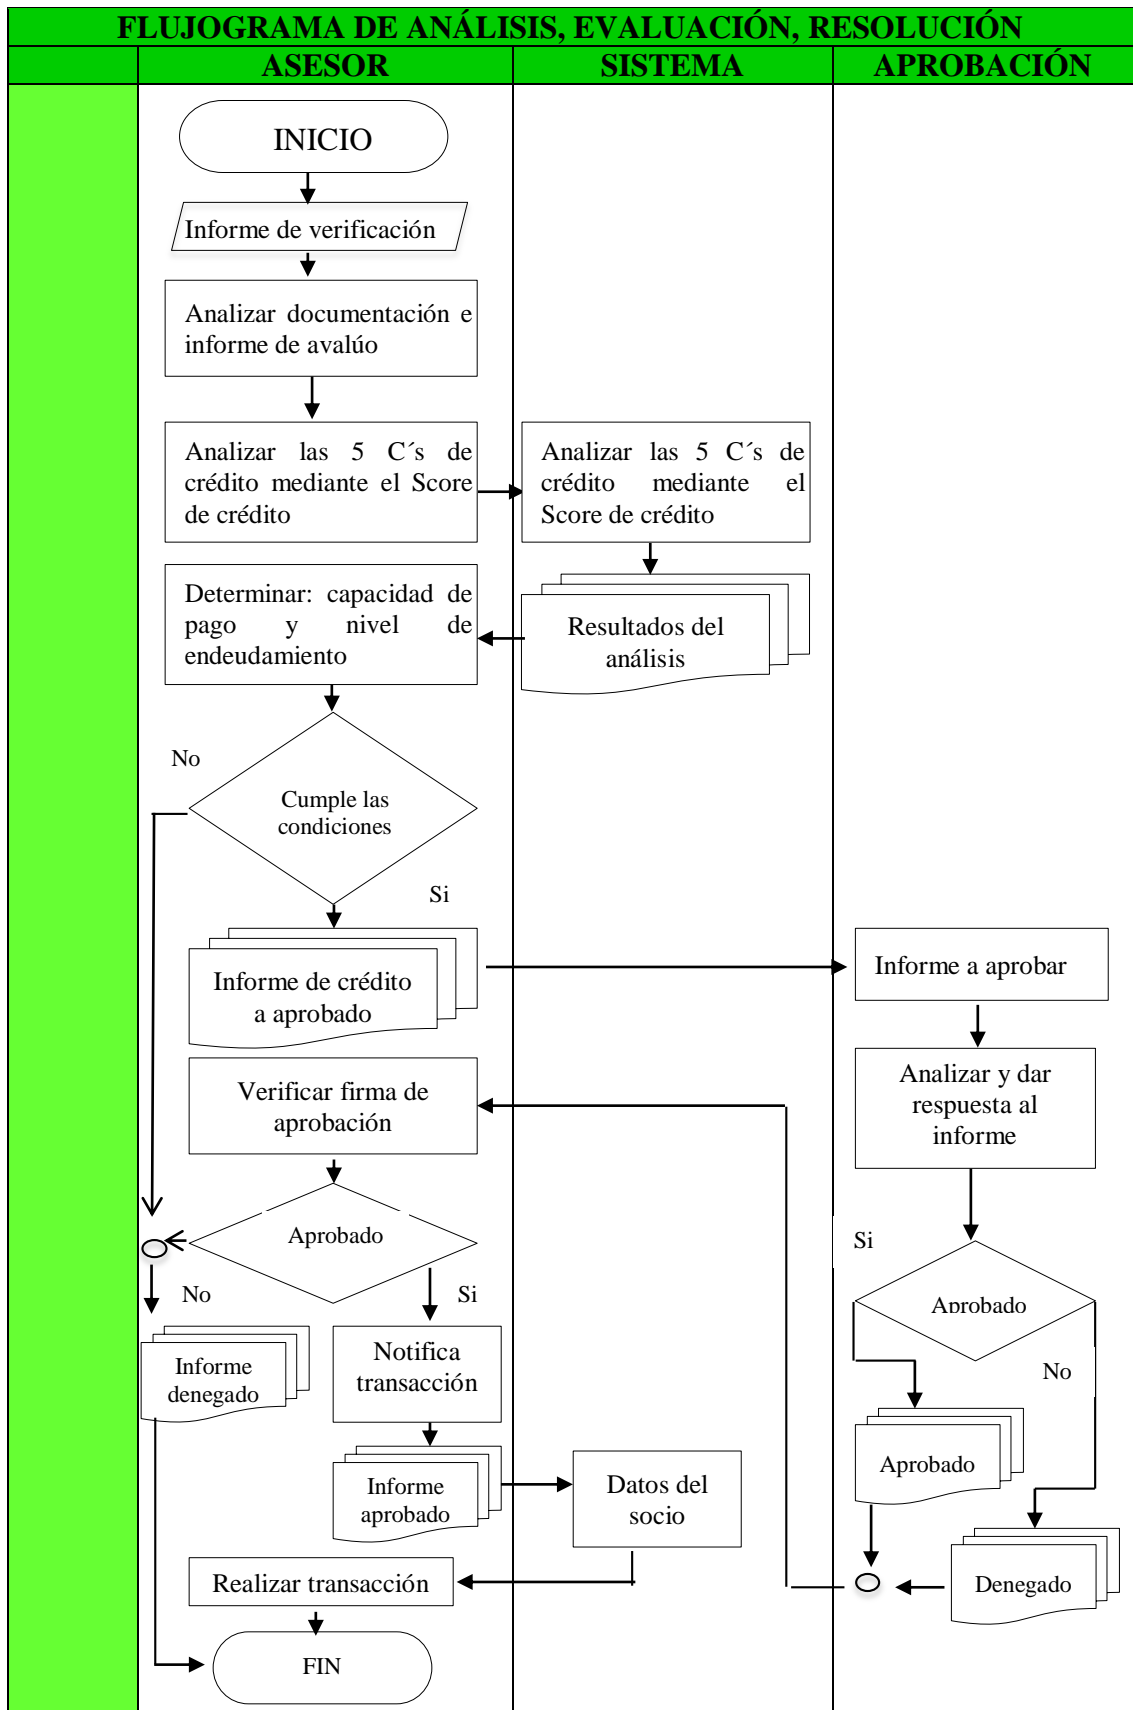 FLUJOGRAMA DE ANÁLISIS, EVALUACIÓN, RESOLUCIÓN
ASESOR
SISTEMA
APROBACIÓN
INICIO
Informe de verificación
Analizar documentación e
informe de avalúo
Analizar las 5 C´s de
crédito mediante el Score
de crédito
Analizar las 5 C´s de
crédito mediante el
Score de crédito
Determinar: capacidad de
pago y nivel de
endeudamiento
Resultados del
análisis
No
Cumple las
condiciones
Si
Informe de crédito
a aprobado
Informe a aprobar
Verificar firma de
aprobación
Analizar y dar
respuesta al
informe
Aprobado
Si
No
Si
Aprobado
No
Informe
denegado
Notifica
transacción
Aprobado
Informe
aprobado
Datos del
socio
Realizar transacción
Denegado
FIN